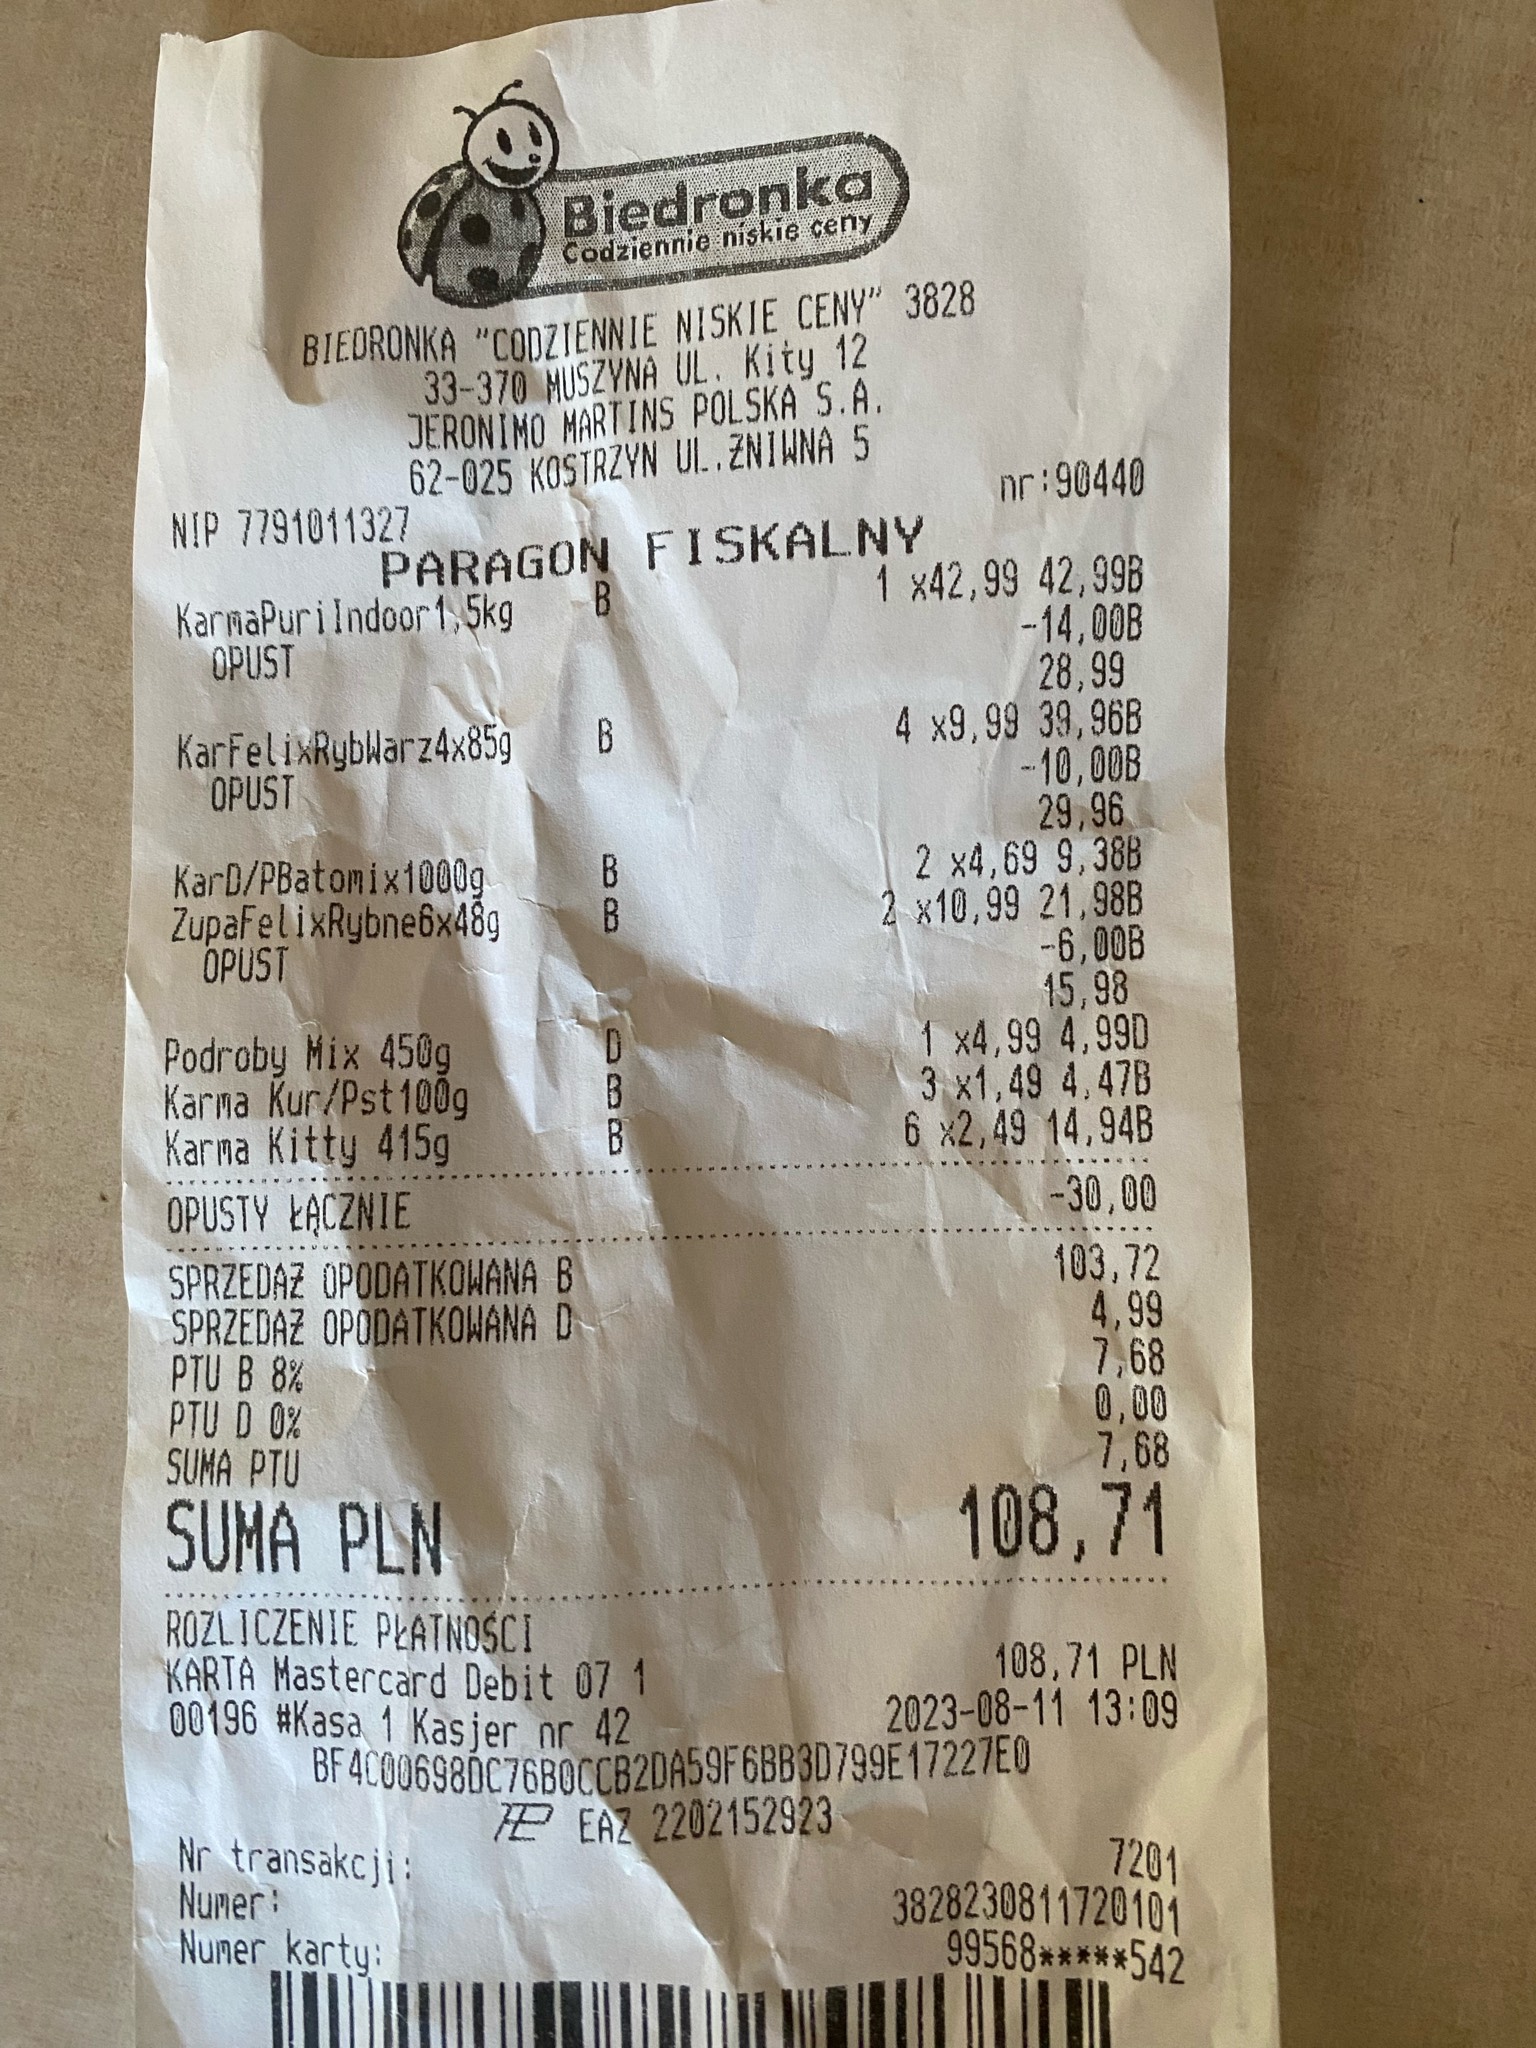 Biedronka
Codziennie niskie ceny
BIEDRONKA "CODZIENNIE NISKIE CENY" 3828
33-370 MUSZYNA UL. Kity 12
JERONIMO MARTINS POLSKA S.A.
62-025 KOSTRZYN UL.ŻNIWNA 5
NIP 7791011327 nr:90440
PARAGON FISKALNY
KarmaPuriIndoor1,5kg B 1 x42,99 42,99B
OPUST -14,00B
28,99
KarFelixRybWarz4x85g B 4 x9,99 39,96B
OPUST -10,00B
29,96
KarD/PBatomix1000g B 2 x4,69 9,38B
ZupaFelixRybne6x48g B 2 x10,99 21,98B
OPUST -6,00B
15,98
Podroby Mix 450g D 1 x4,99 4,99D
Karma Kur/Pst100g B 3 x1,49 4,47B
Karma Kitty 415g B 6 x2,49 14,94B
OPUSTY ŁĄCZNIE -30,00
SPRZEDAŻ OPODATKOWANA B 103,72
SPRZEDAŻ OPODATKOWANA D 4,99
PTU B 8% 7,68
PTU D 0% 0,00
SUMA PTU 7,68
SUMA PLN 108,71
ROZLICZENIE PŁATNOŚCI
KARTA Mastercard Debit 07 1 108,71 PLN
00196 #Kasa 1 Kasjer nr 42 2023-08-11 13:09
BF4C00698DC76B0CCB2DA59F6BB3D799E17227E0
EAZ 2202152923
Nr transakcji: 7201
Numer: 3828230811720101
Numer karty: 99568*****542